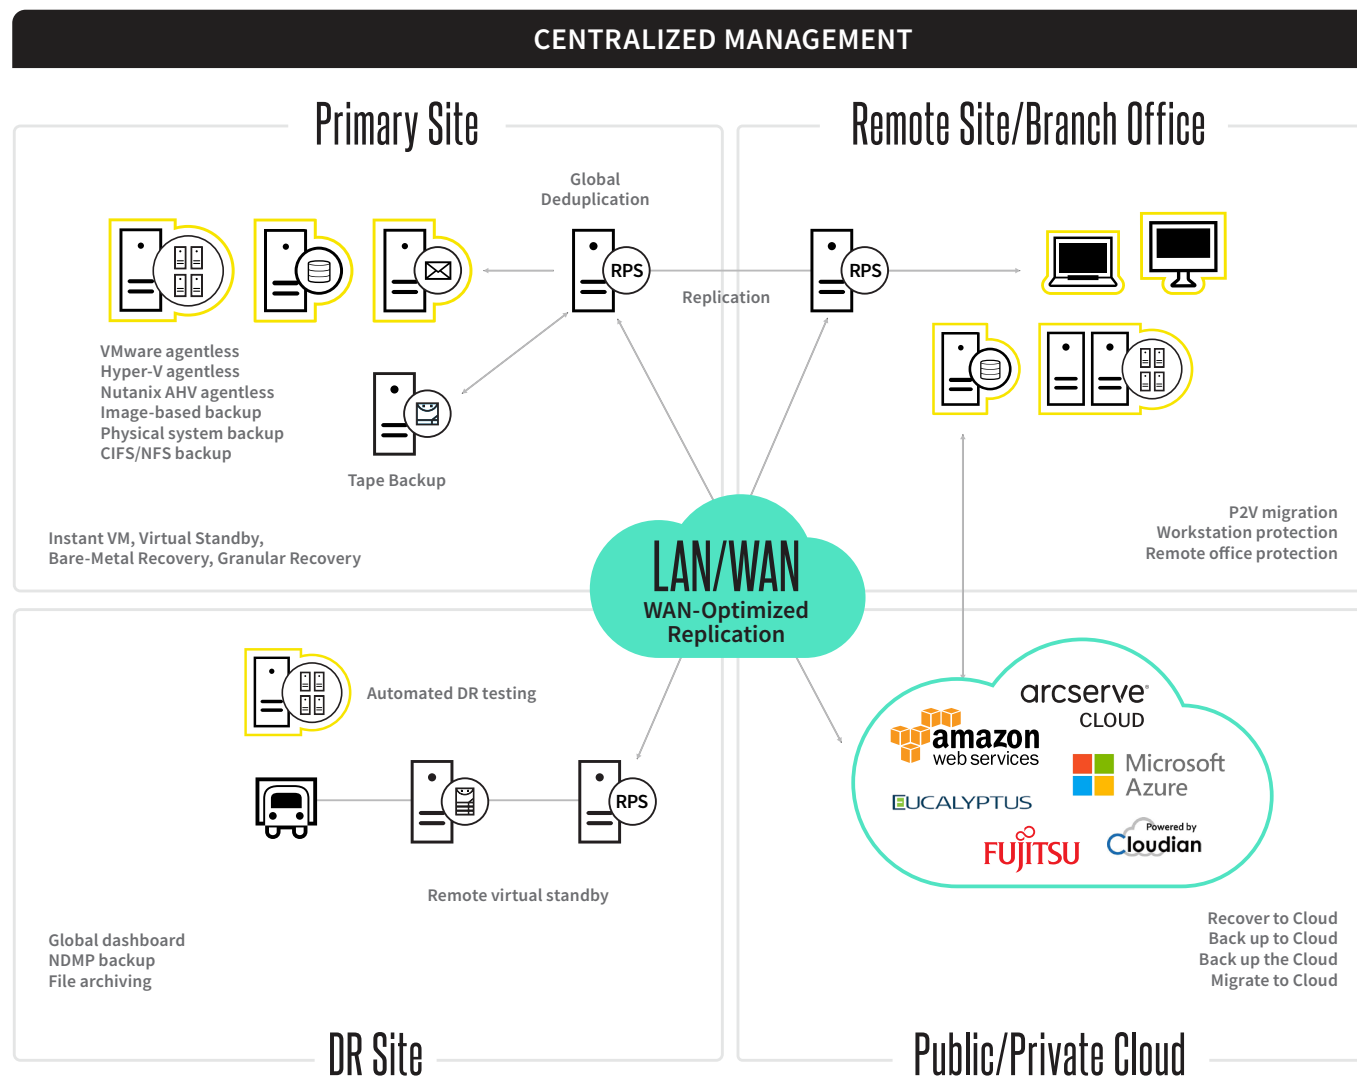 CENTRALIZED MANAGEMENT
Primary Site
Global
Deduplication
RPS
Replication
VMware agentless
Hyper-V agentless
Nutanix AHV agentless
Image-based backup
Physical system backup
CIFS/NFS backup
Tape Backup
Instant VM, Virtual Standby,
Bare-Metal Recovery, Granular Recovery
Remote Site/Branch Office
RPS
P2V migration
Workstation protection
Remote office protection
LAN/WAN
WAN-Optimized
Replication
Automated DR testing
RPS
Remote virtual standby
Global dashboard
NDMP backup
File archiving
DR Site
arcserve
CLOUD
amazon
web services
Microsoft
Azure
EUCALYPTUS
FUJITSU
Powered by
Cloudian
Recover to Cloud
Back up to Cloud
Back up the Cloud
Migrate to Cloud
Public/Private Cloud